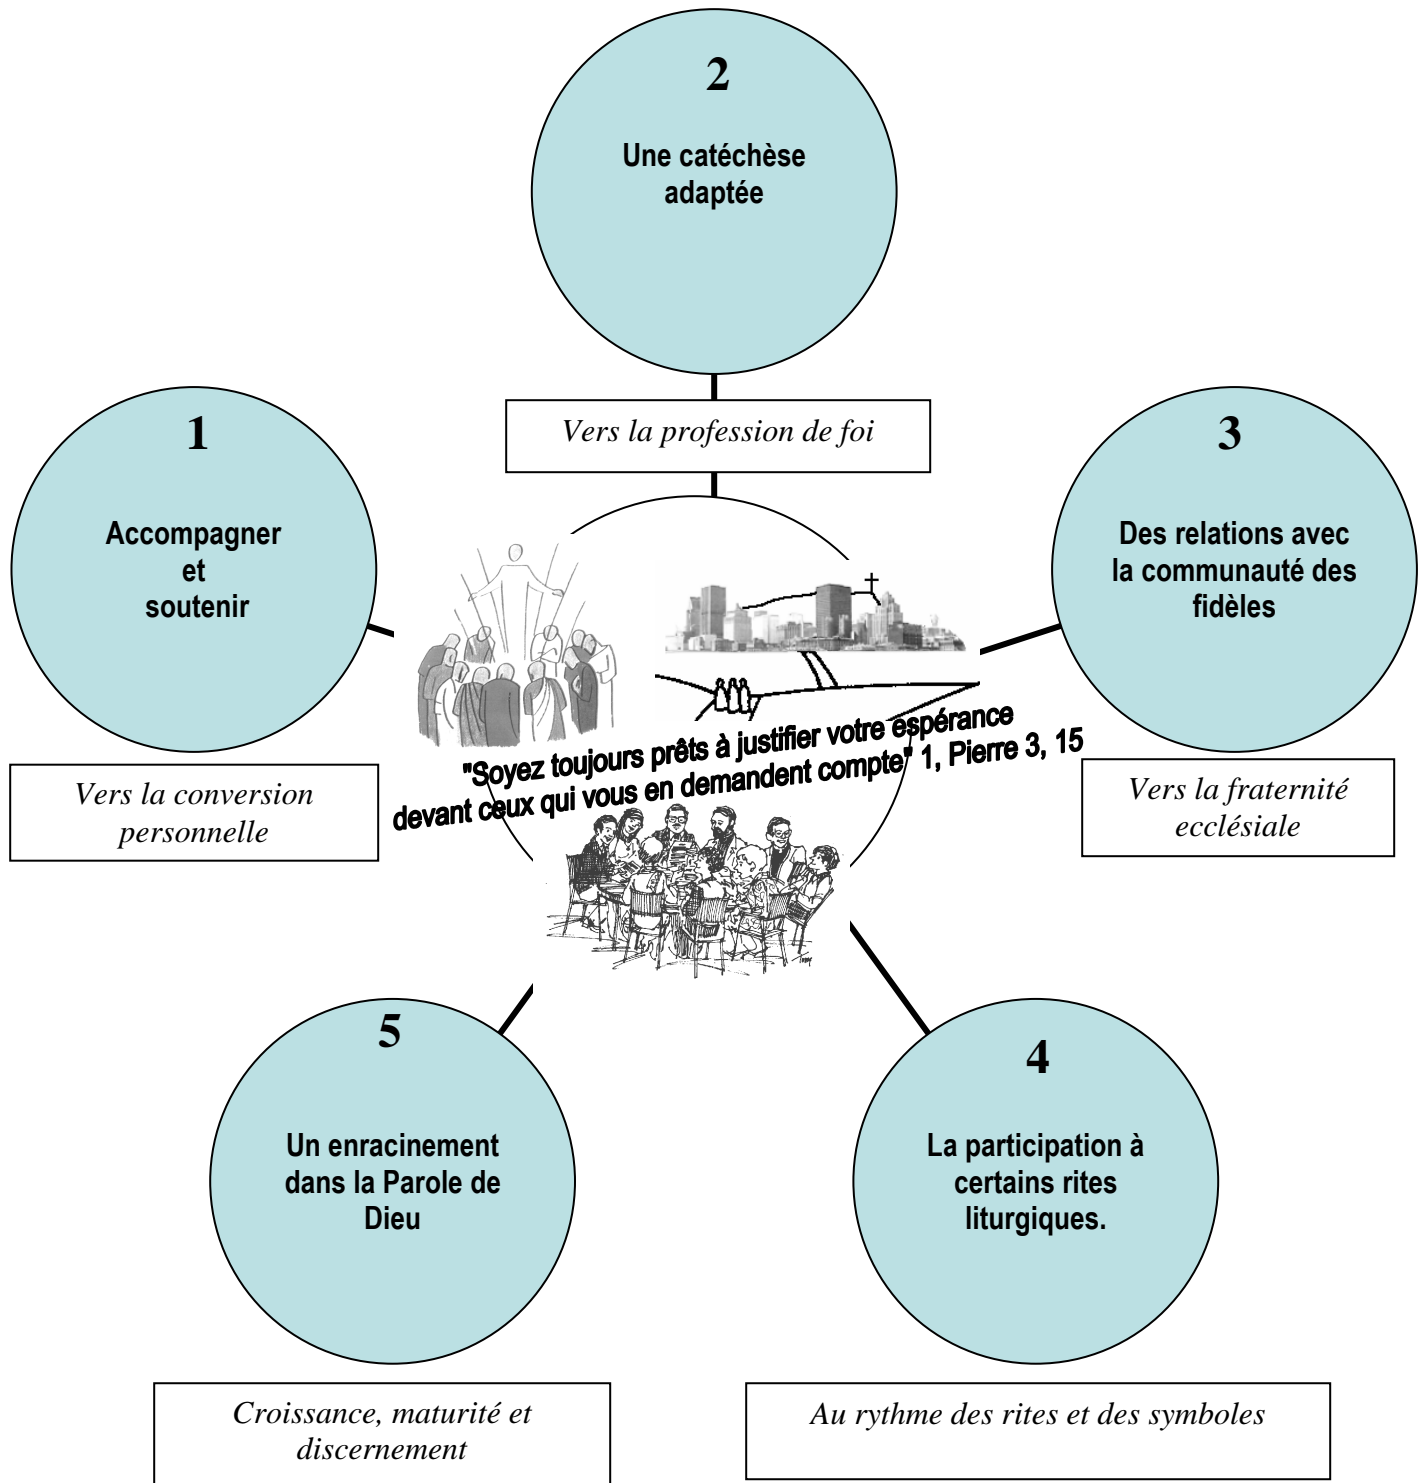 2
Une catéchèse
adaptée
Vers la profession de foi
1
Accompagner
et
soutenir
Vers la conversion
personnelle
3
Des relations avec
la communauté des
fidèles
Vers la fraternité
ecclésiale
"Soyez toujours prêts à justifier votre espérance
devant ceux qui vous en demandent compte" 1, Pierre 3, 15
5
Un enracinement
dans la Parole de
Dieu
Croissance, maturité et
discernement
4
La participation à
certains rites
liturgiques.
Au rythme des rites et des symboles